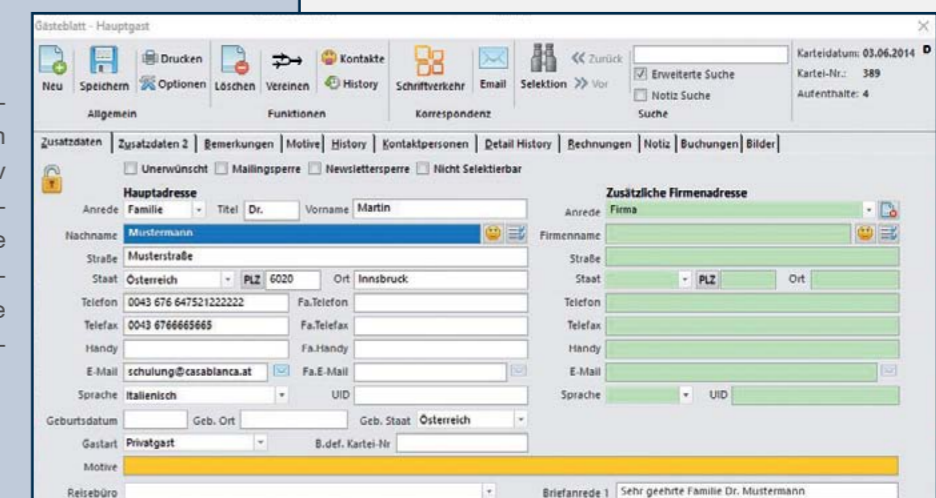 Gästeblatt - Hauptgast
Neu Speichern Drucken Optionen Löschen Vereinen Kontakte History Schriftverkehr Email Selektion Zurück Vor
Allgemein Funktionen Korrespondenz Suche
Erweiterte Suche
Notiz Suche
Karteidatum: 03.06.2014 D
Kartei-Nr.: 389
Aufenthalte: 4
Zusatzdaten Zusatzdaten 2 Bemerkungen Motive History Kontaktpersonen Detail History Rechnungen Notiz Buchungen Bilder
Unerwünscht Mailingsperre Newslettersperre Nicht Selektierbar
Hauptadresse
Anrede Familie Titel Dr. Vorname Martin
Nachname Mustermann
Straße Musterstraße
Staat Österreich PLZ 6020 Ort Innsbruck
Telefon 0043 676 647521222222 Fa.Telefon
Telefax 0043 6766665665 Fa.Telefax
Handy Fa.Handy
E-Mail schulung@casablanca.at Fa.E-Mail
Sprache Italienisch UID
Geburtsdatum Geb. Ort Geb. Staat Österreich
Gastart Privatgast B.def. Kartei-Nr
Motive
Reisebüro
Zusätzliche Firmenadresse
Anrede Firma
Firmenname
Straße
Staat PLZ Ort
Telefon
Telefax
Handy
E-Mail
Sprache UID
Briefanrede 1 Sehr geehrte Familie Dr. Mustermann